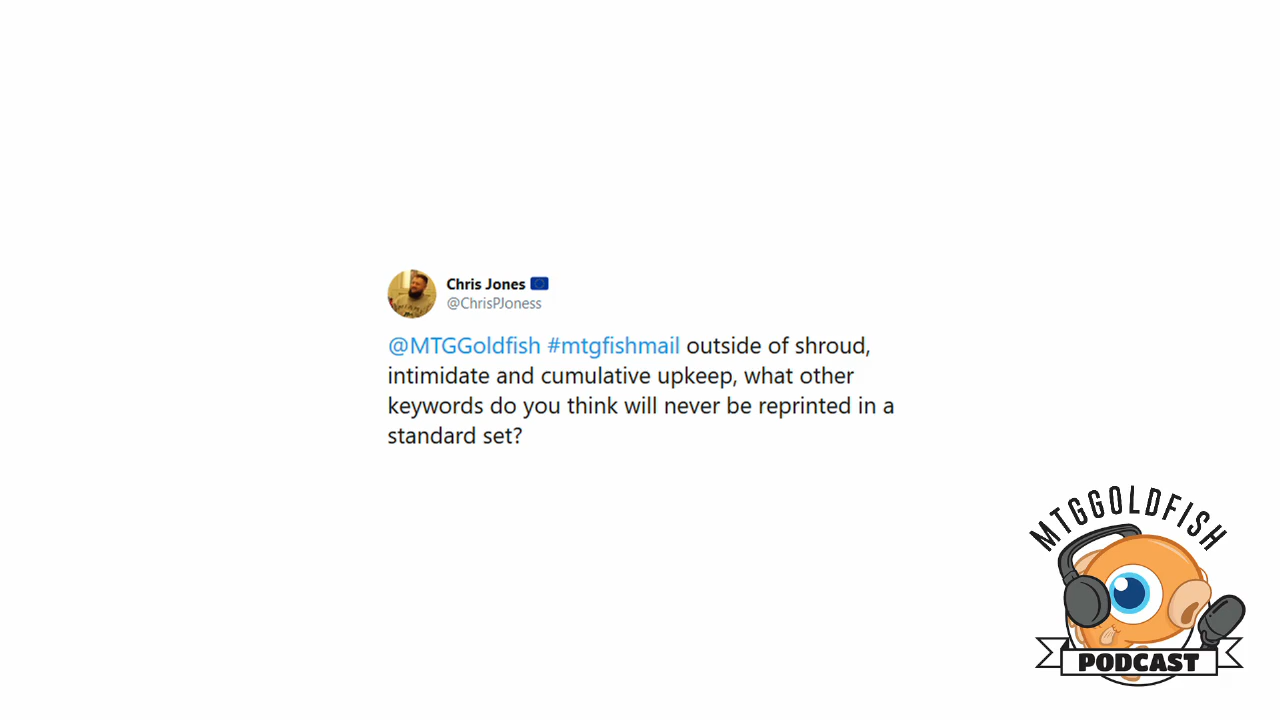 Chris Jones
@ChrisPJoness
@MTGGoldfish #mtgfishmail outside of shroud,
intimidate and cumulative upkeep, what other
keywords do you think will never be reprinted in a
standard set?
MTGGOLDFISH
PODCAST